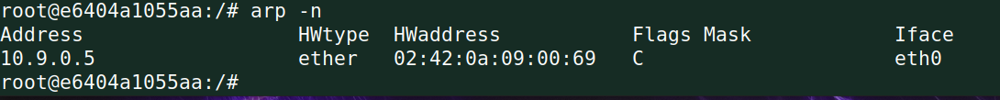 root@e6404a1055aa:/# arp -n
Address                  HWtype  HWaddress           Flags Mask            Iface
10.9.0.5                 ether   02:42:0a:09:00:69   C                     eth0
root@e6404a1055aa:/#